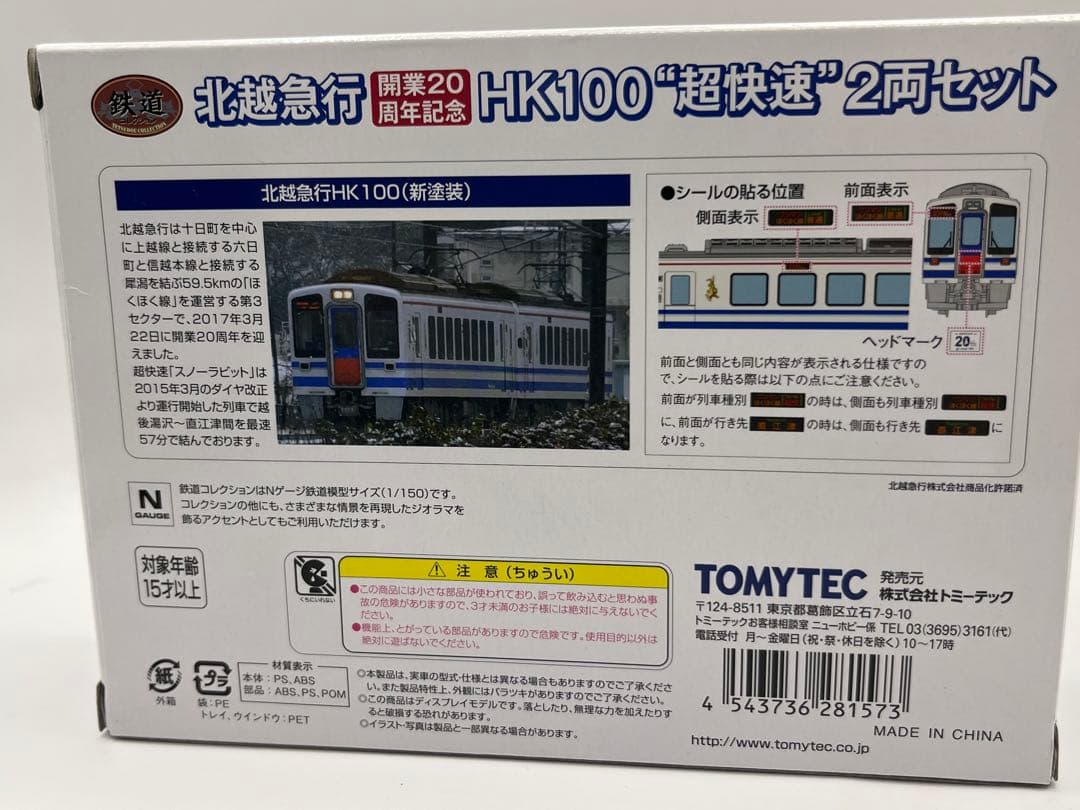 鉄道
コレクション
TETSUDOU COLLECTION
北越急行 開業20周年記念 HK100“超快速”2両セット
北越急行HK100(新塗装)
北越急行は十日町を中心
に上越線と接続する六日
町と信越本線と接続する
犀潟を結ぶ59.5kmの「ほ
くほく線」を運営する第3
セクターで、2017年3月
22日に開業20周年を迎
えました。
超快速「スノーラビット」は
2015年3月のダイヤ改正
より運行開始した列車で越
後湯沢〜直江津間を最速
57分で結んでおります。
●シールの貼る位置
前面表示
側面表示
ヘッドマーク
20
前面と側面とも同じ内容が表示される仕様ですの
で、シールを貼る際は以下の点にご注意ください。
前面が列車種別 の時は、側面も列車種別
に、前面が行き先 直江津 の時は、側面も行き先 直江津 に
なります。
北越急行株式会社商品化許諾済
N
GAUGE
鉄道コレクションはNゲージ鉄道模型サイズ(1/150)です。
コレクションの他にも、さまざまな情景を再現したジオラマを
飾るアクセントとしてもご利用いただけます。
対象年齢
15才以上
くちにいれない
注 意(ちゅうい)
●この商品には小さな部品が使われており、誤って飲み込むと思わぬ事
故の危険がありますので、3才未満のお子様には絶対に与えないでく
ださい。
●機能上、とがっている部品がありますので危険です。使用目的以外は
絶対に遊ばないでください。
TOMYTEC 発売元
株式会社トミーテック
〒124-8511 東京都葛飾区立石7-9-10
トミーテックお客様相談室 ニューホビー係 TEL 03(3695)3161(代)
電話受付 月〜金曜日(祝・祭・休日を除く)10〜17時
紙
外箱
プラ
袋:PE
トレイ、ウインドウ:PET
材質表示
本体:PS,ABS
部品:ABS,PS,POM
◎本製品は、実車の型式・仕様とは異なる場合もありますのでご了承くださ
い。また製品特性上、外観にはバラツキがありますのでご了承ください。
◎この商品はディスプレイモデルです。落としたり、無理な力を加えたりす
ると破損する恐れがあります。
◎イラスト・写真は製品と一部異なる場合があります。
4 543736 281573
MADE IN CHINA
http://www.tomytec.co.jp